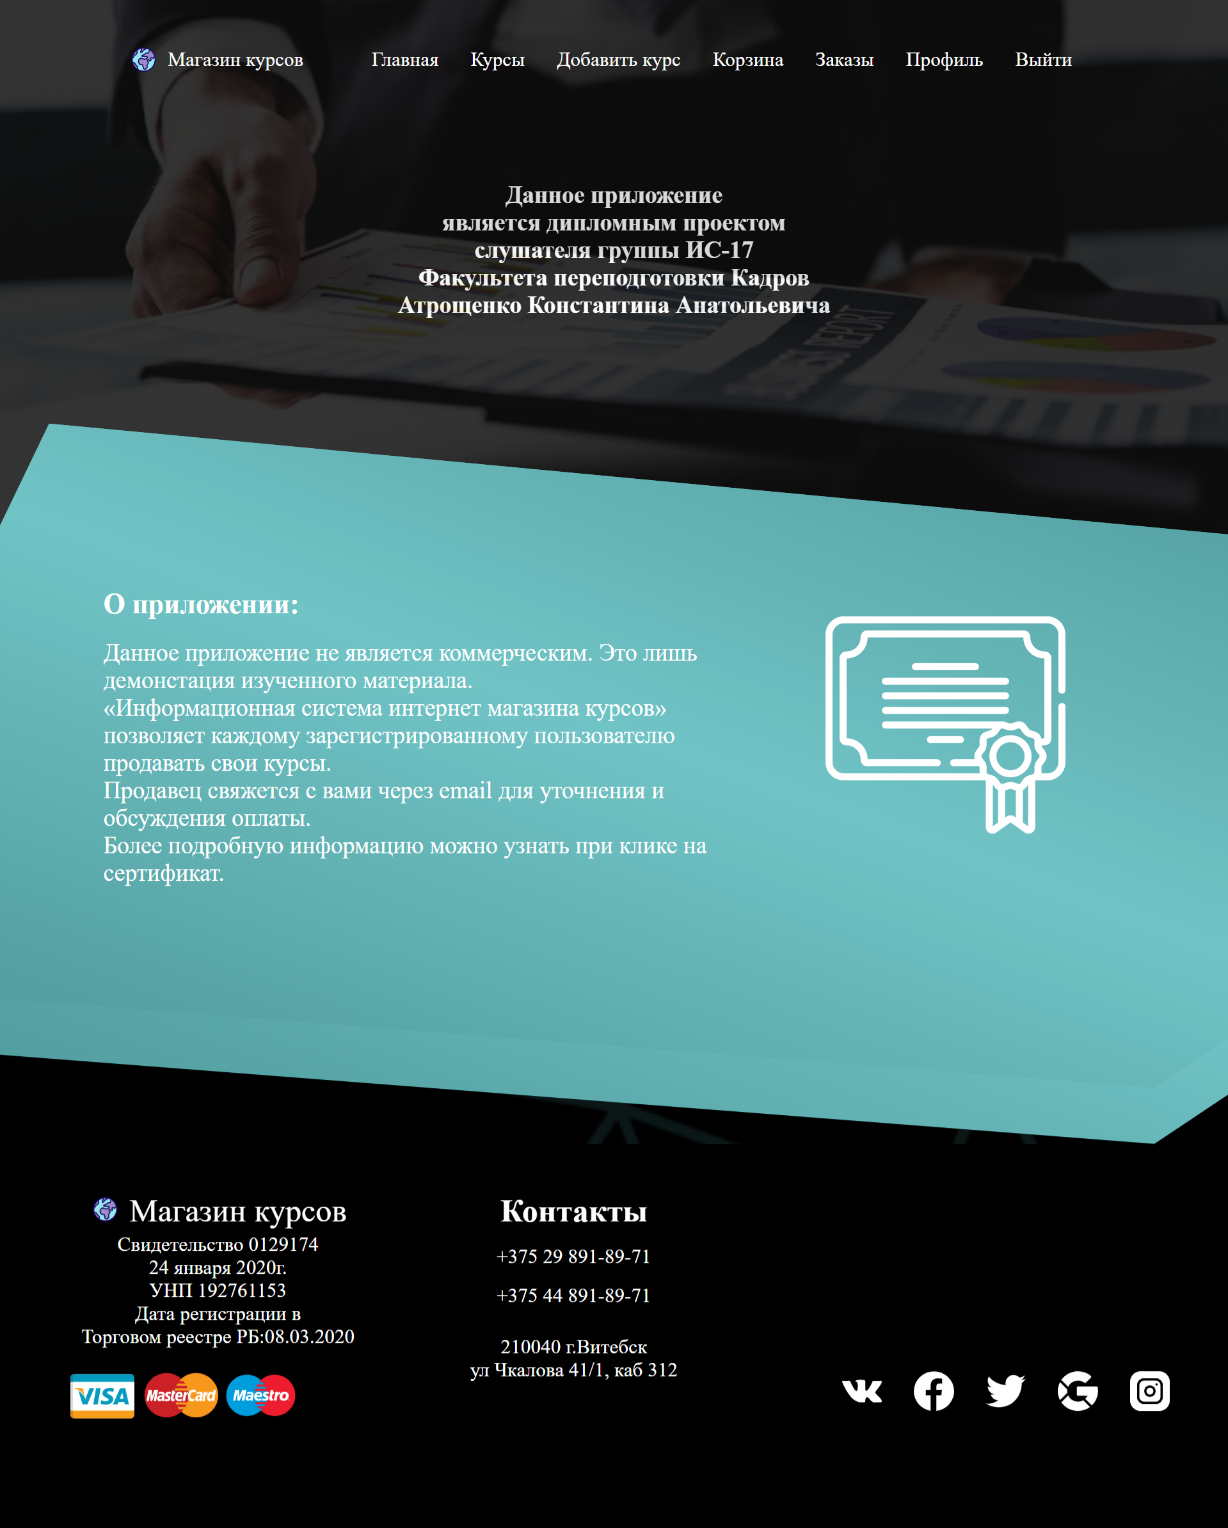 Магазин курсов
Главная
Курсы
Добавить курс
Корзина
Заказы
Профиль
Выйти
Данное приложение
является дипломным проектом
слушателя группы ИС-17
Факультета переподготовки Кадров
Атрощенко Константина Анатольевича
BUSINESS REPORT
О приложении:
Данное приложение не является коммерческим. Это лишь
демонстация изученного материала.
«Информационная система интернет магазина курсов»
позволяет каждому зарегистрированному пользователю
продавать свои курсы.
Продавец свяжется с вами через email для уточнения и
обсуждения оплаты.
Более подробную информацию можно узнать при клике на
сертификат.
Магазин курсов
Свидетельство 0129174
24 января 2020г.
УНП 192761153
Дата регистрации в
Торговом реестре РБ:08.03.2020
VISA
MasterCard
Maestro
Контакты
+375 29 891-89-71
+375 44 891-89-71
210040 г.Витебск
ул Чкалова 41/1, каб 312